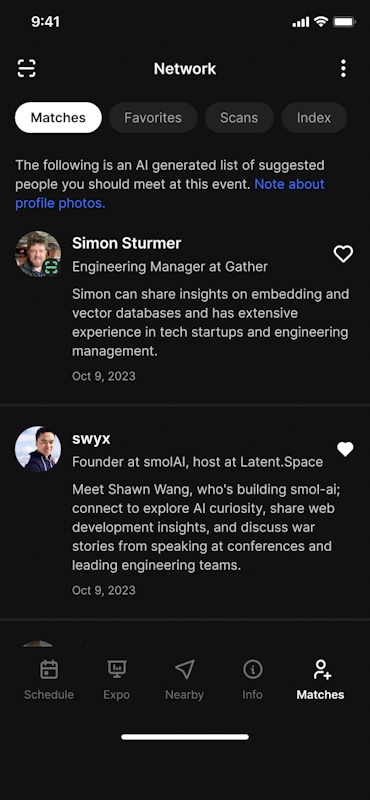 9:41
Network
Matches
Favorites
Scans
Index
The following is an AI generated list of suggested
people you should meet at this event. Note about
profile photos.
Simon Sturmer
Engineering Manager at Gather
Simon can share insights on embedding and
vector databases and has extensive
experience in tech startups and engineering
management.
Oct 9, 2023
swyx
Founder at smolAI, host at Latent.Space
Meet Shawn Wang, who's building smol-ai;
connect to explore AI curiosity, share web
development insights, and discuss war
stories from speaking at conferences and
leading engineering teams.
Oct 9, 2023
Schedule
Expo
Nearby
Info
Matches